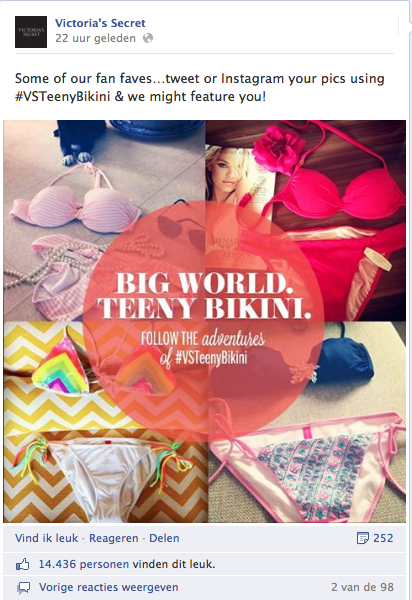 VICTORIA'S
SECRET
Victoria's Secret
22 uur geleden
Some of our fan faves...tweet or Instagram your pics using
#VSTeenyBikini & we might feature you!
BIG WORLD.
TEENY BIKINI.
FOLLOW THE adventures
of #VSTeenyBikini
Vind ik leuk · Reageren · Delen
252
14.436 personen vinden dit leuk.
Vorige reacties weergeven
2 van de 98